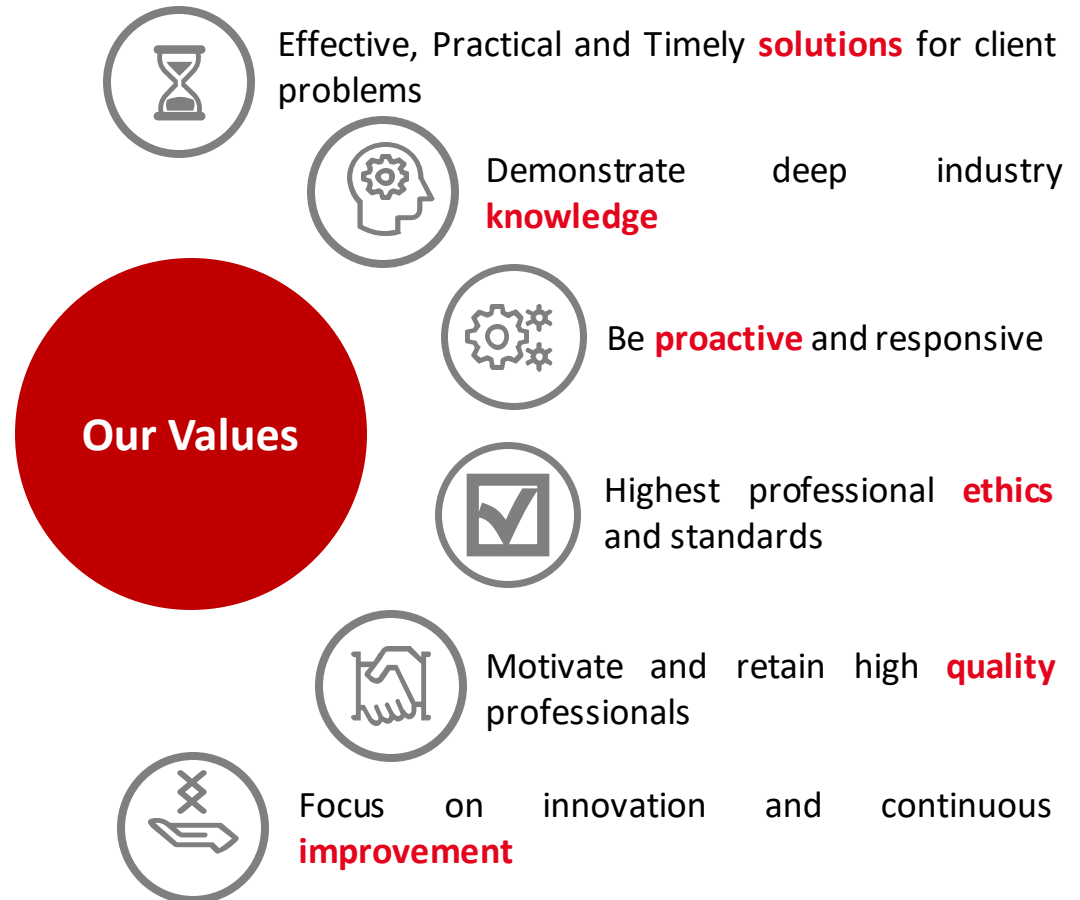 Effective, Practical and Timely solutions for client
problems
Demonstrate deep industry
knowledge
Be proactive and responsive
Our Values
Highest professional ethics
and standards
Motivate and retain high quality
professionals
Focus on innovation and continuous
improvement